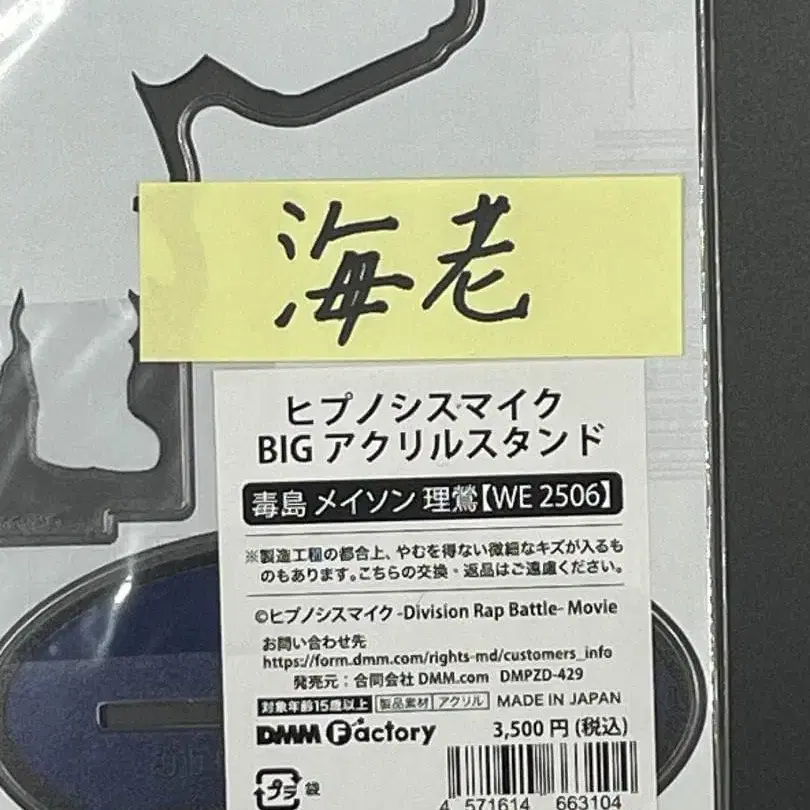 海老
ヒプノシスマイク
BIG アクリルスタンド
毒島 メイソン 理鶯【WE 2506】
※製造工程の都合上、やむを得ない微細なキズが入るも
のもあります。こちらの交換・返品はご遠慮ください。
©ヒプノシスマイク -Division Rap Battle- Movie
お問い合わせ先
https://form.dmm.com/rights-md/customers_info
発売元：合同会社 DMM.com DMPZD-429
対象年齢15歳以上 製品素材 アクリル MADE IN JAPAN
DMM Factory 3,500 円 (税込)
プラ 袋
4 571614 663104